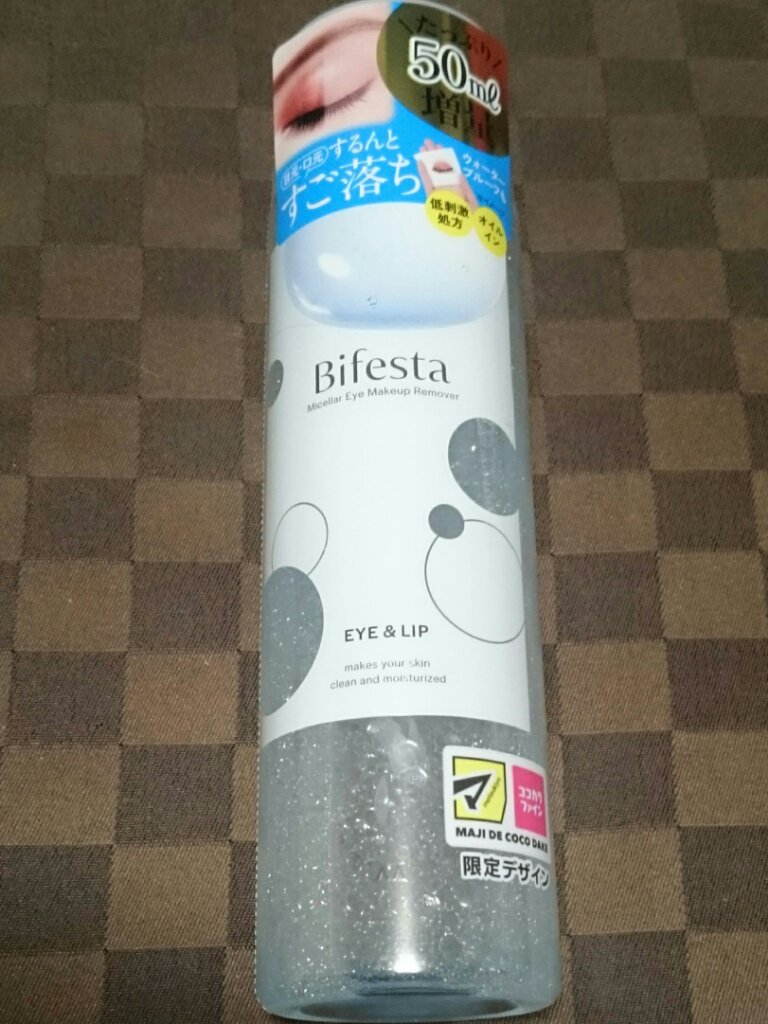 たっぷり
50mℓ
増量
目元・口元 するんと
すご落ち
ウォーター
プルーフも
低刺激
処方
オイル
イン
Bifesta
Micellar Eye Makeup Remover
EYE & LIP
makes your skin
clean and moisturized
matsukiyo
ココカラ
ファイン
MAJI DE COCO DAKE
限定デザイン